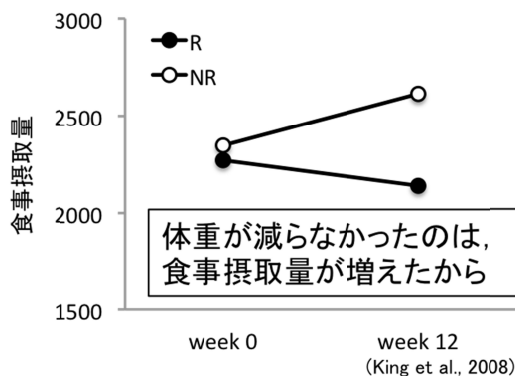 3000
R
NR
2500
食事摂取量
2000
体重が減らなかったのは,
食事摂取量が増えたから
1500
week 0
week 12
(King et al., 2008)